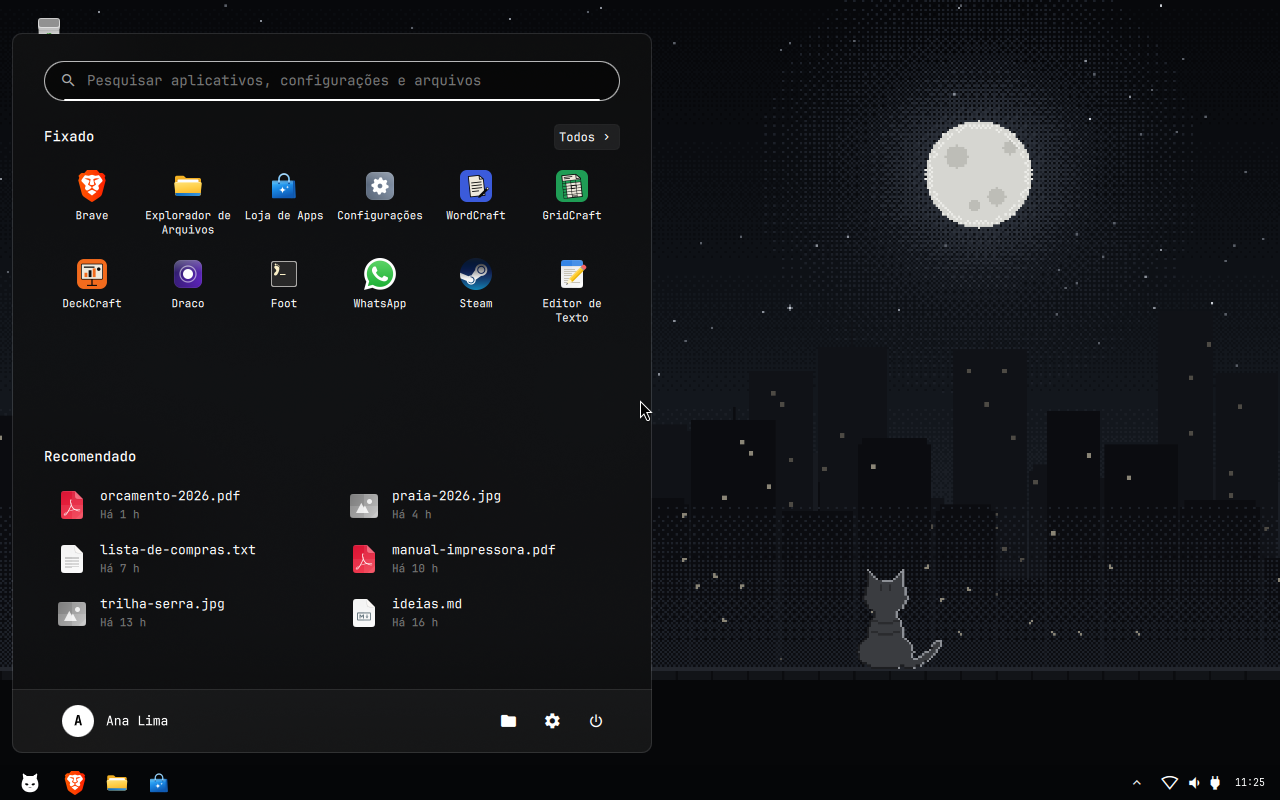 Pesquisar aplicativos, configurações e arquivos
Fixado
Todos
Brave
Explorador de
Arquivos
Loja de Apps
Configurações
WordCraft
GridCraft
DeckCraft
Draco
Foot
WhatsApp
Steam
Editor de
Texto
Recomendado
orcamento-2026.pdf
Há 1 h
praia-2026.jpg
Há 4 h
lista-de-compras.txt
Há 7 h
manual-impressora.pdf
Há 10 h
trilha-serra.jpg
Há 13 h
ideias.md
Há 16 h
A
Ana Lima
11:25